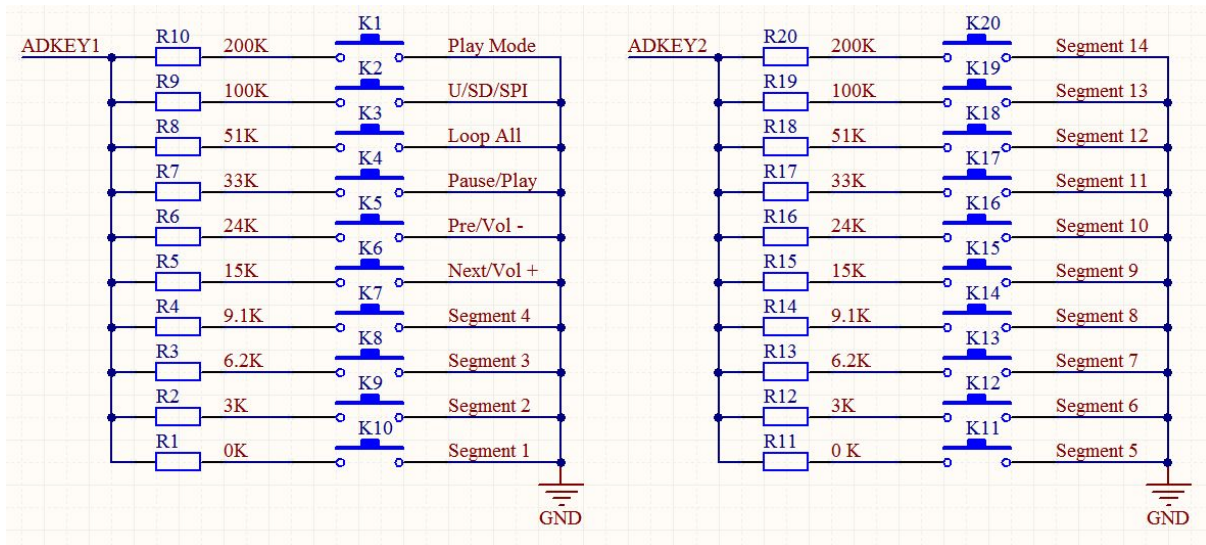 K1 K20
ADKEY1 R10 200K Play Mode ADKEY2 R20 200K Segment 14
K2 K19
R9 100K U/SD/SPI R19 100K Segment 13
K3 K18
R8 51K Loop All R18 51K Segment 12
K4 K17
R7 33K Pause/Play R17 33K Segment 11
K5 K16
R6 24K Pre/Vol - R16 24K Segment 10
K6 K15
R5 15K Next/Vol + R15 15K Segment 9
K7 K14
R4 9.1K Segment 4 R14 9.1K Segment 8
K8 K13
R3 6.2K Segment 3 R13 6.2K Segment 7
K9 K12
R2 3K Segment 2 R12 3K Segment 6
K10 K11
R1 0K Segment 1 R11 0 K Segment 5
GND GND